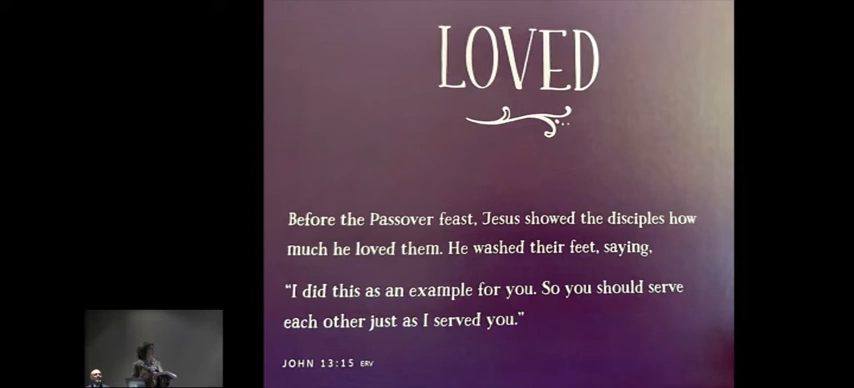 LOVED
Before the Passover feast, Jesus showed the disciples how
much he loved them. He washed their feet, saying,
“I did this as an example for you. So you should serve
each other just as I served you.”
JOHN 13:15 ERV